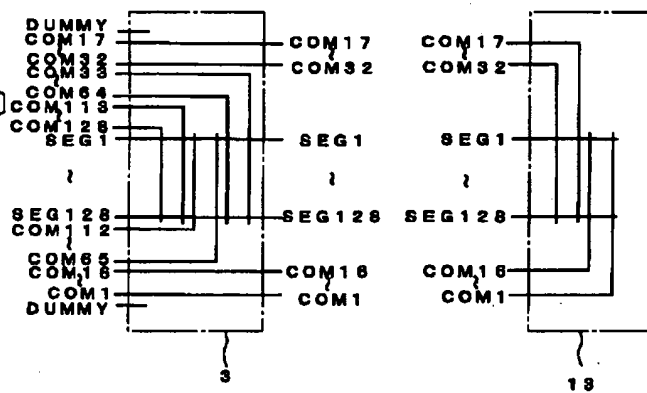 DUMMY
COM17
~
COM32
COM33
~
COM64
COM113
~
COM128
SEG1
~
SEG128
COM112
~
COM65
COM16
~
COM1
DUMMY
COM17
~
COM32
SEG1
~
SEG128
COM16
~
COM1
3
COM17
~
COM32
SEG1
~
SEG128
COM16
~
COM1
13